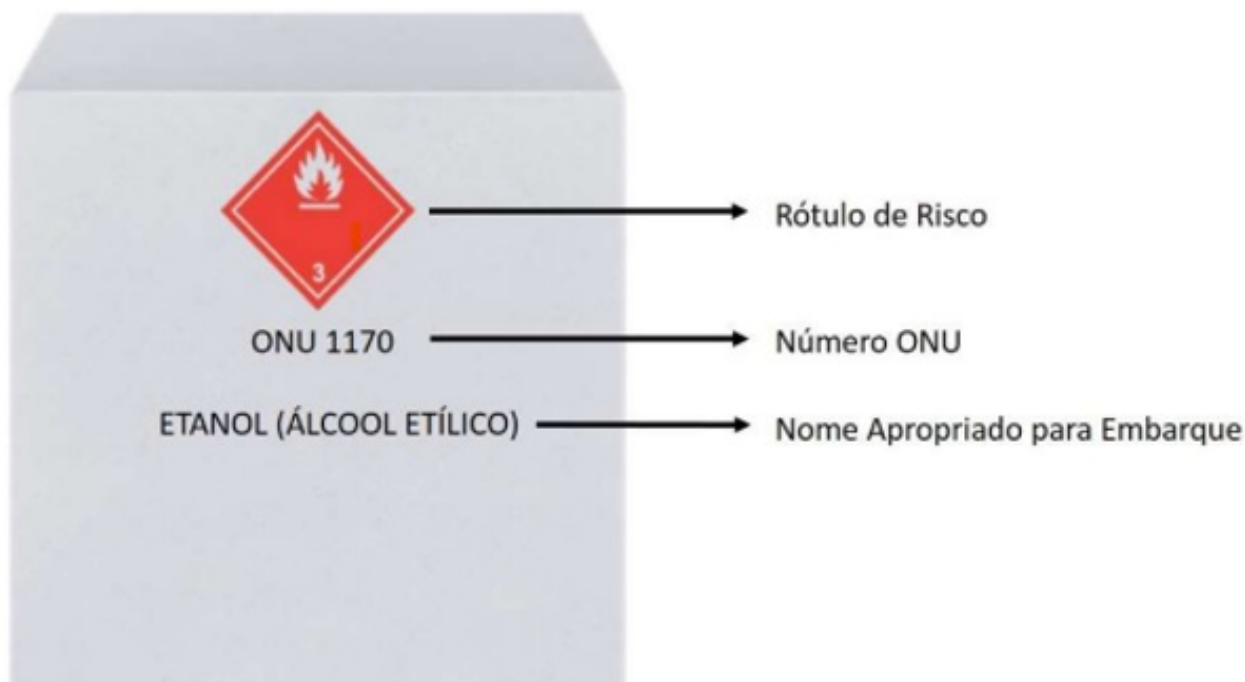 3
Rótulo de Risco
ONU 1170
Número ONU
ETANOL (ÁLCOOL ETÍLICO)
Nome Apropriado para Embarque